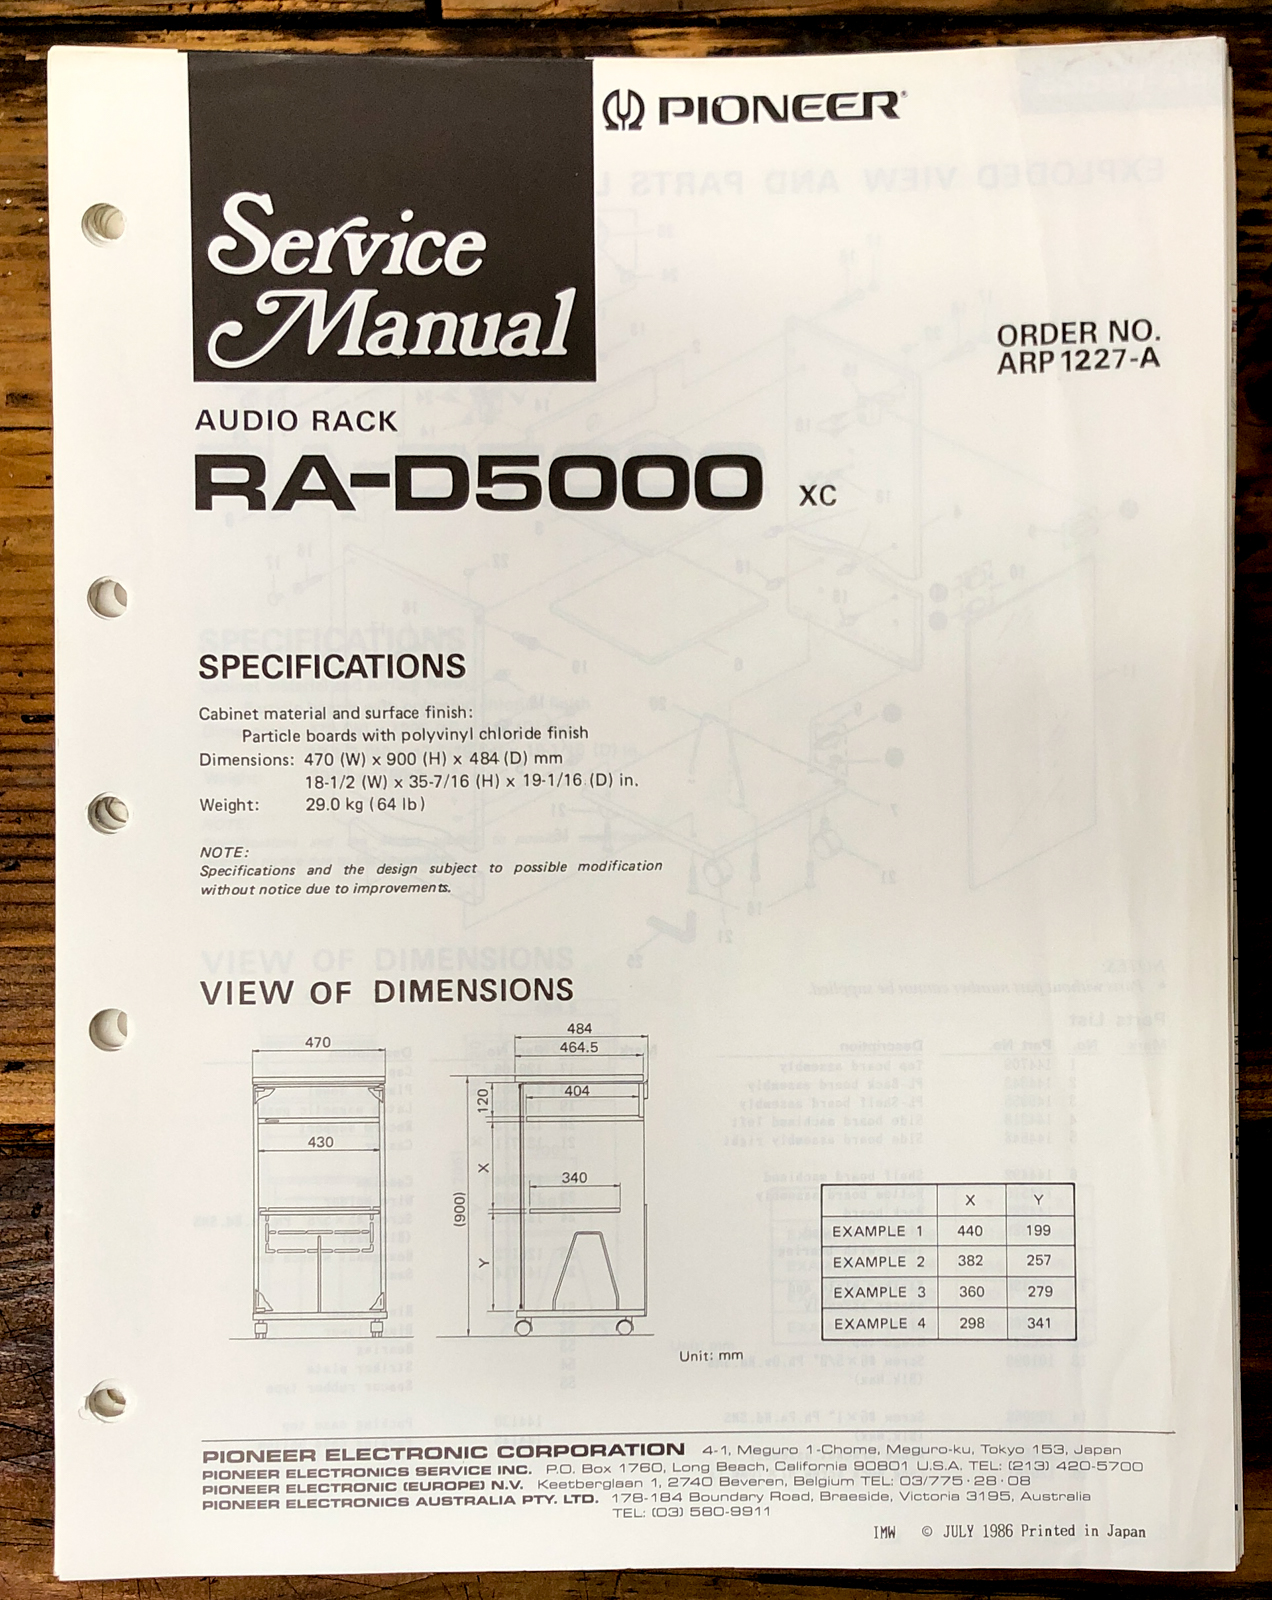 PIONEER®
Service
Manual
ORDER NO.
ARP1227-A
AUDIO RACK
RA-D5000 XC
SPECIFICATIONS
Cabinet material and surface finish:
Particle boards with polyvinyl chloride finish
Dimensions: 470 (W) x 900 (H) x 484 (D) mm
18-1/2 (W) x 35-7/16 (H) x 19-1/16 (D) in.
Weight: 29.0 kg (64 lb)
NOTE:
Specifications and the design subject to possible modification
without notice due to improvements.
VIEW OF DIMENSIONS
470
430
484
464.5
404
120
X
340
(900)
Y
X Y
EXAMPLE 1 440 199
EXAMPLE 2 382 257
EXAMPLE 3 360 279
EXAMPLE 4 298 341
Unit: mm
PIONEER ELECTRONIC CORPORATION 4-1, Meguro 1-Chome, Meguro-ku, Tokyo 153, Japan
PIONEER ELECTRONICS SERVICE INC. P.O. Box 1760, Long Beach, California 90801 U.S.A. TEL: (213) 420-5700
PIONEER ELECTRONIC (EUROPE) N.V. Keetberglaan 1, 2740 Beveren, Belgium TEL: 03/775·28·08
PIONEER ELECTRONICS AUSTRALIA PTY. LTD. 178-184 Boundary Road, Braeside, Victoria 3195, Australia
TEL: (03) 580-9911
IMW © JULY 1986 Printed in Japan